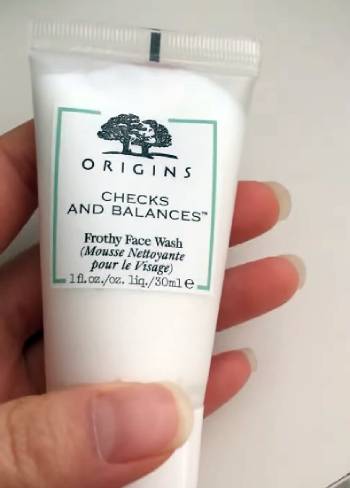 ORIGINS
CHECKS
AND BALANCES™
Frothy Face Wash
(Mousse Nettoyante
pour le Visage)
1 fl.oz./oz. liq./30ml e